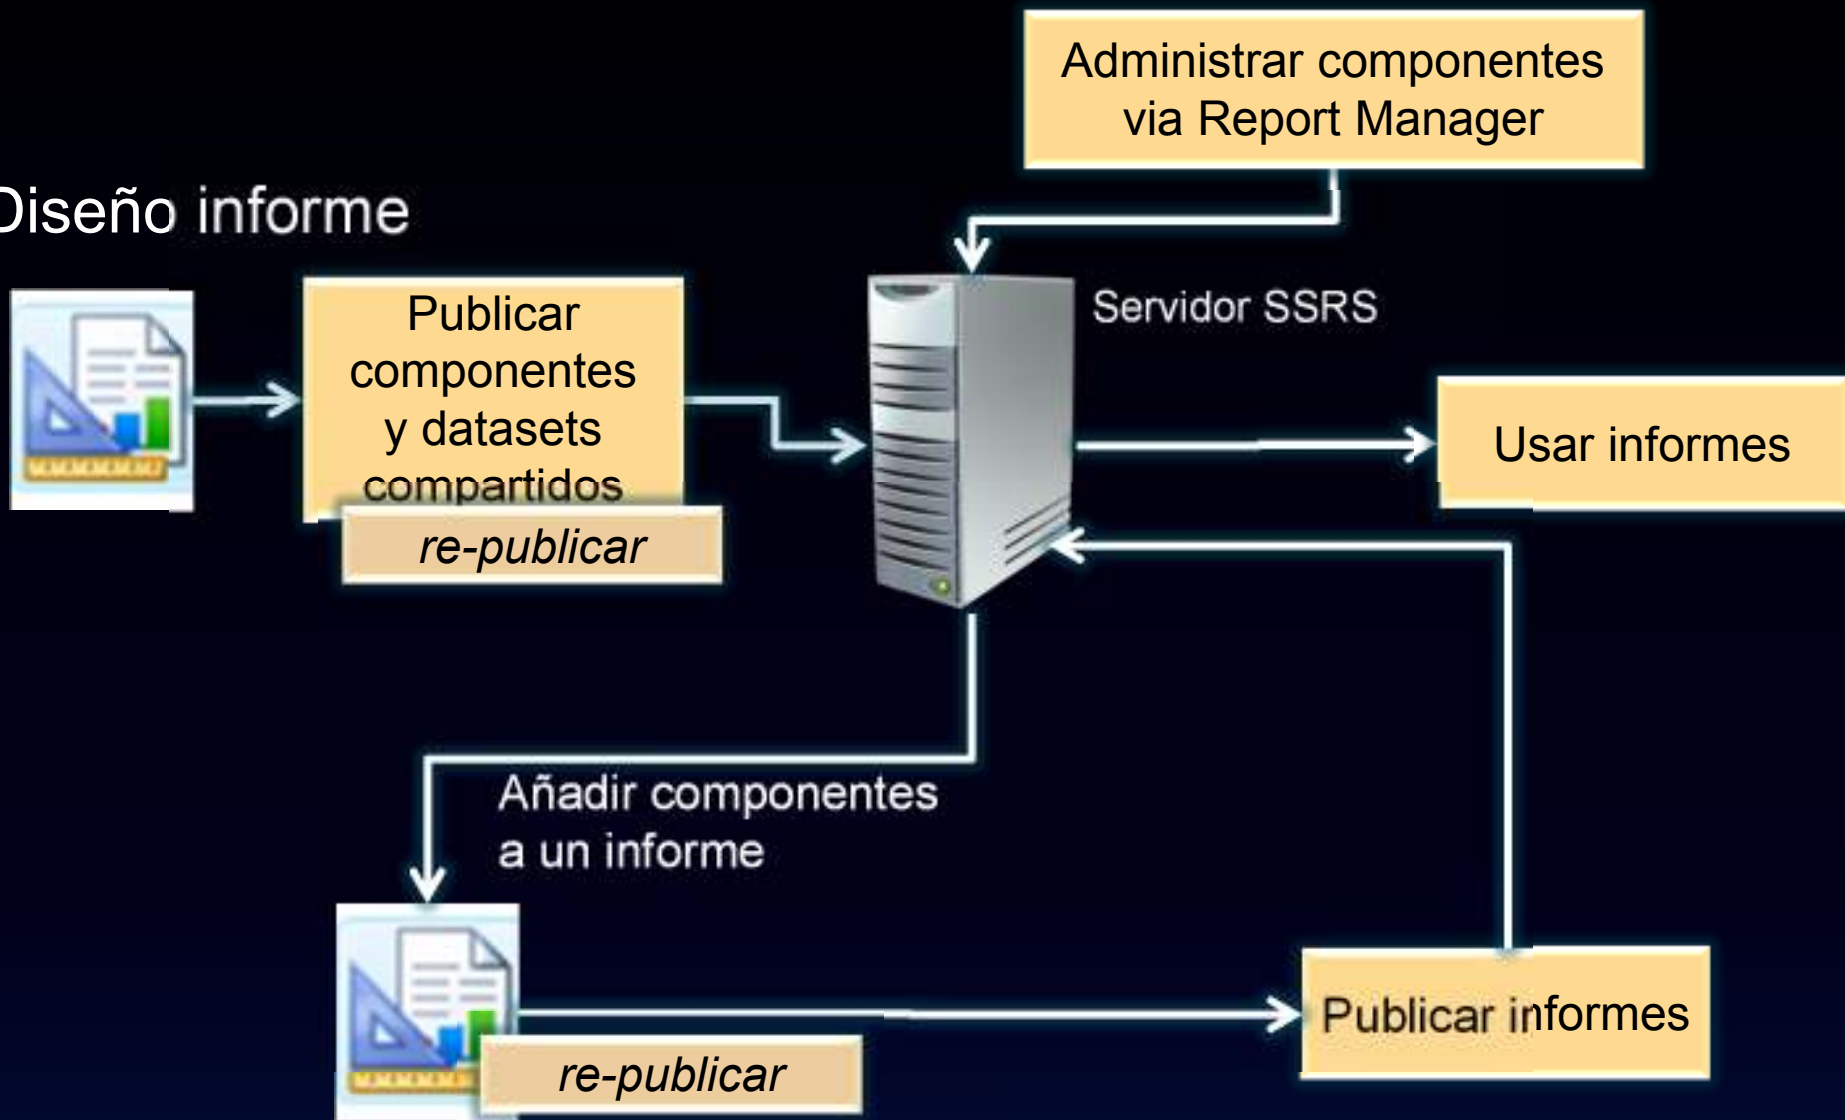 Administrar componentes
via Report Manager
Diseño informe
Publicar
componentes
y datasets
compartidos
re-publicar
Servidor SSRS
Usar informes
Añadir componentes
a un informe
re-publicar
Publicar informes